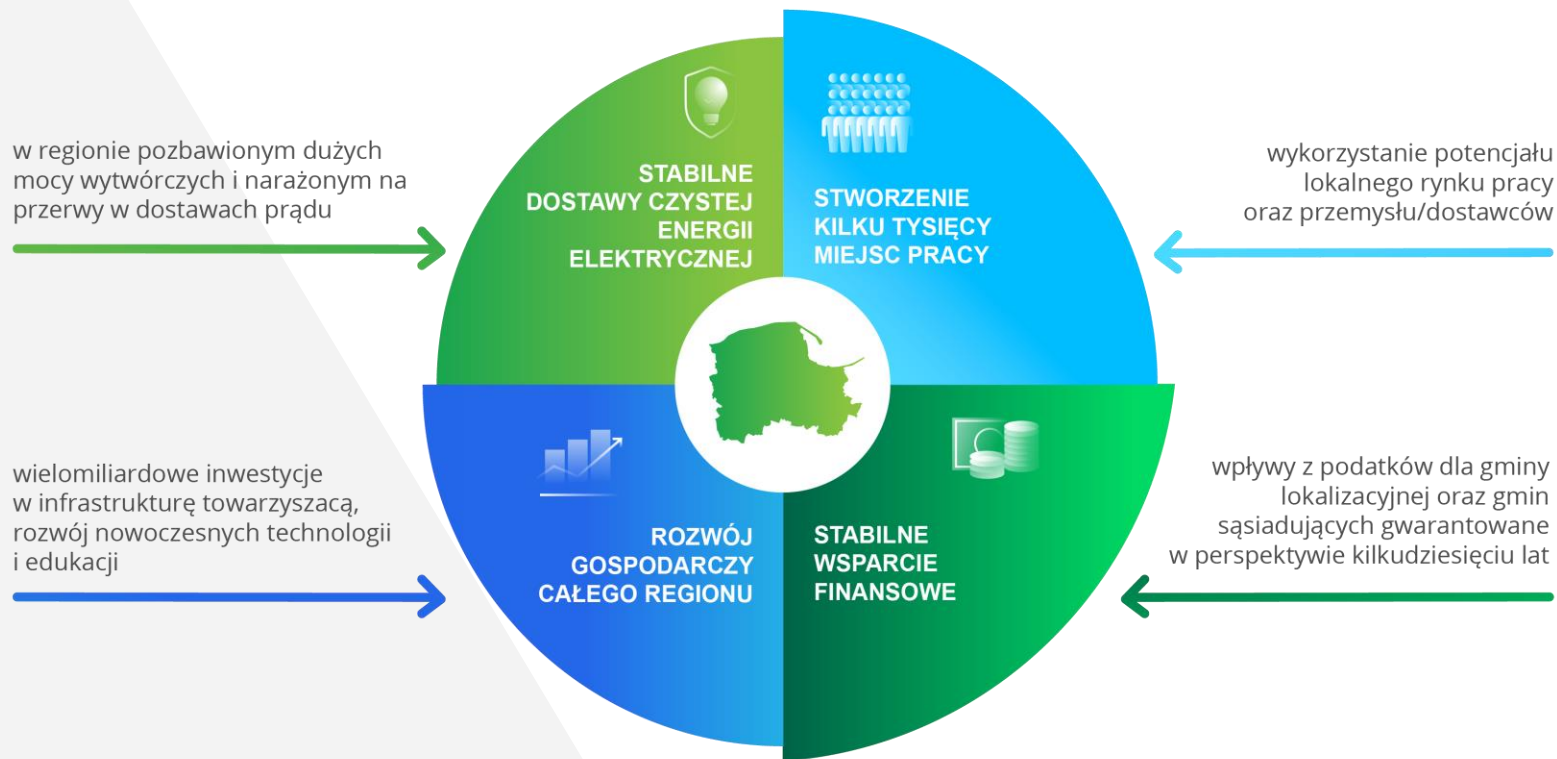 w regionie pozbawionym dużych
mocy wytwórczych i narażonym na
przerwy w dostawach prądu
STABILNE
DOSTAWY CZYSTEJ
ENERGII
ELEKTRYCZNEJ
STWORZENIE
KILKU TYSIĘCY
MIEJSC PRACY
wykorzystanie potencjału
lokalnego rynku pracy
oraz przemysłu/dostawców
wielomiliardowe inwestycje
w infrastrukturę towarzyszacą,
rozwój nowoczesnych technologii
i edukacji
ROZWÓJ
GOSPODARCZY
CAŁEGO REGIONU
STABILNE
WSPARCIE
FINANSOWE
wpływy z podatków dla gminy
lokalizacyjnej oraz gmin
sąsiadujących gwarantowane
w perspektywie kilkudziesięciu lat